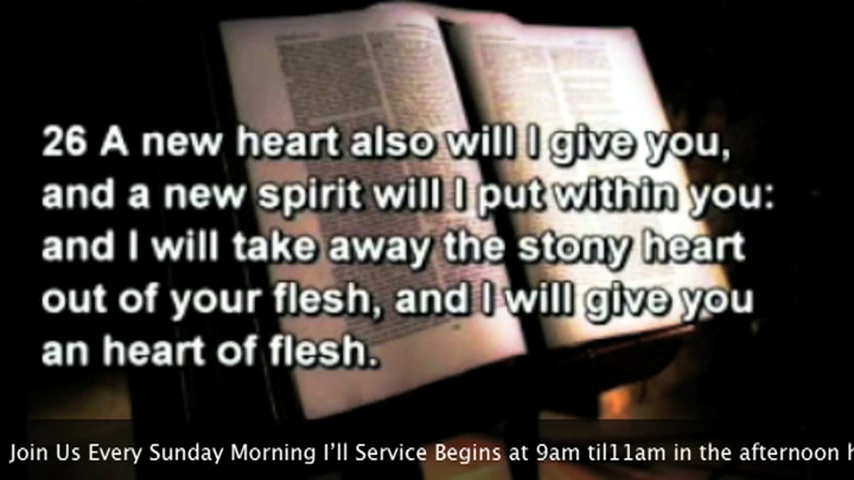 26 A new heart also will I give you,
and a new spirit will I put within you:
and I will take away the stony heart
out of your flesh, and I will give you
an heart of flesh.
Join Us Every Sunday Morning I'll Service Begins at 9am til11am in the afternoon